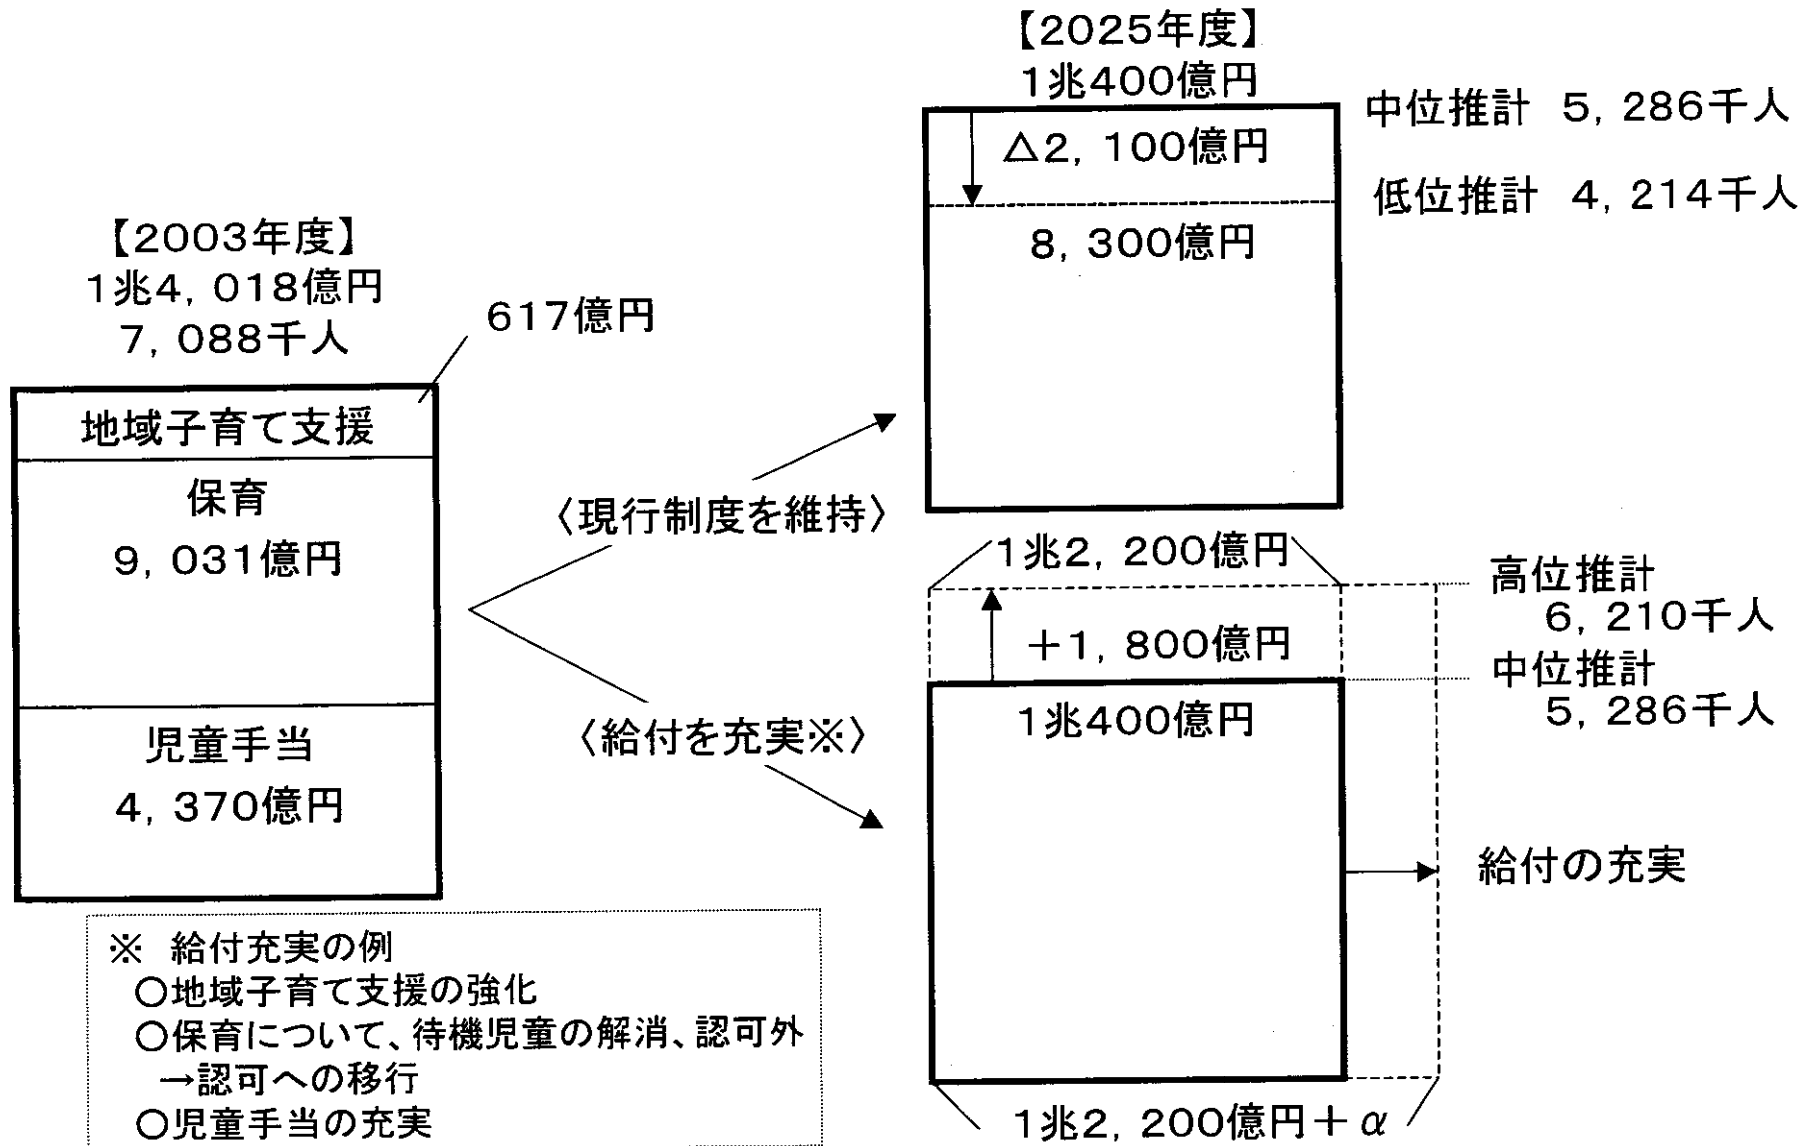 【2003年度】
1兆4, 018億円
7, 088千人
617億円
地域子育て支援
保育
9, 031億円
児童手当
4, 370億円
〈現行制度を維持〉
〈給付を充実※〉
【2025年度】
1兆400億円
△2, 100億円
8, 300億円
中位推計 5, 286千人
低位推計 4, 214千人
1兆2, 200億円
+1, 800億円
1兆400億円
高位推計
6, 210千人
中位推計
5, 286千人
給付の充実
1兆2, 200億円+α
※ 給付充実の例
○地域子育て支援の強化
○保育について、待機児童の解消、認可外
→認可への移行
○児童手当の充実